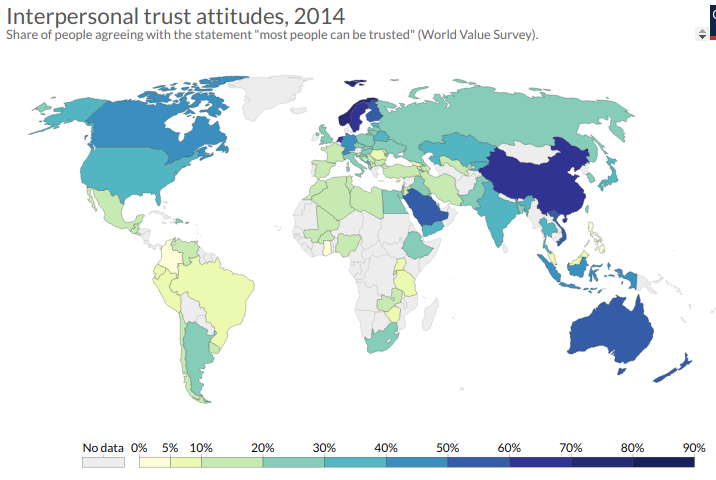 Interpersonal trust attitudes, 2014
Share of people agreeing with the statement "most people can be trusted" (World Value Survey).
No data 0% 5% 10% 20% 30% 40% 50% 60% 70% 80% 90%